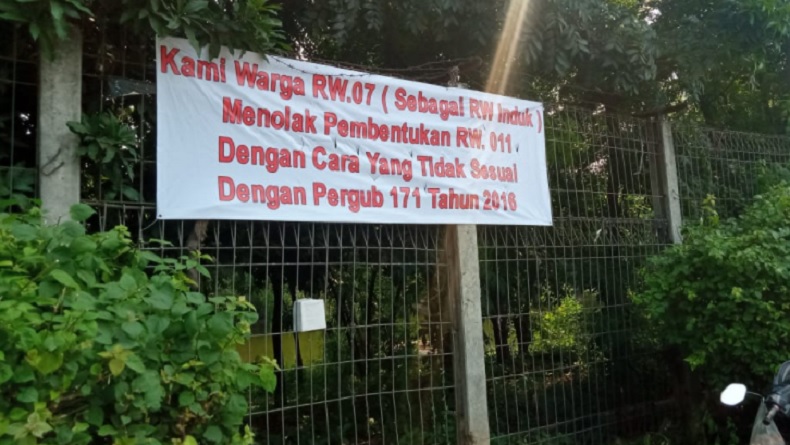 Kami Warga RW.07 ( Sebagai RW Induk )
Menolak Pembentukan RW. 011
Dengan Cara Yang Tidak Sesuai
Dengan Pergub 171 Tahun 2016